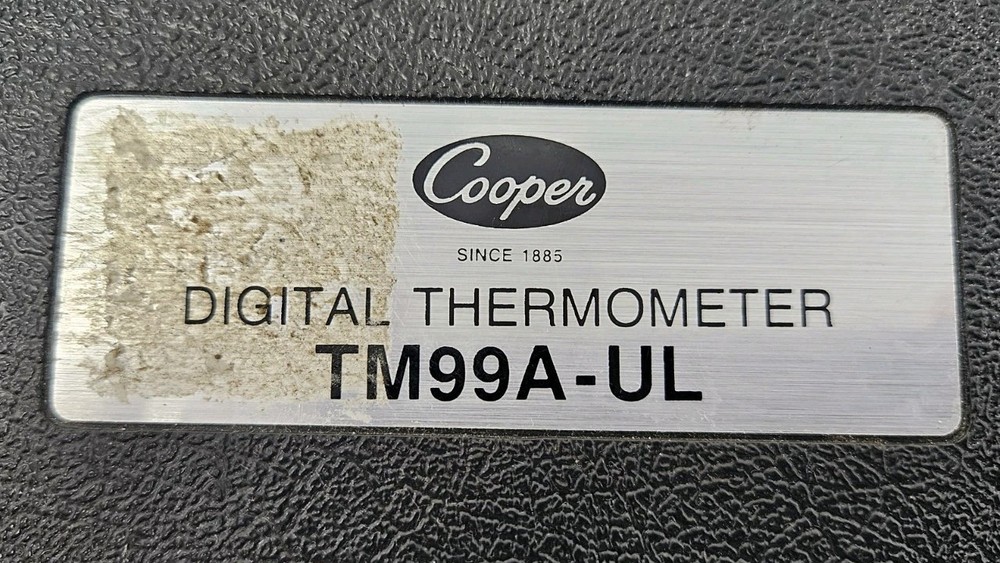 Cooper
SINCE 1885
DIGITAL THERMOMETER
TM99A-UL